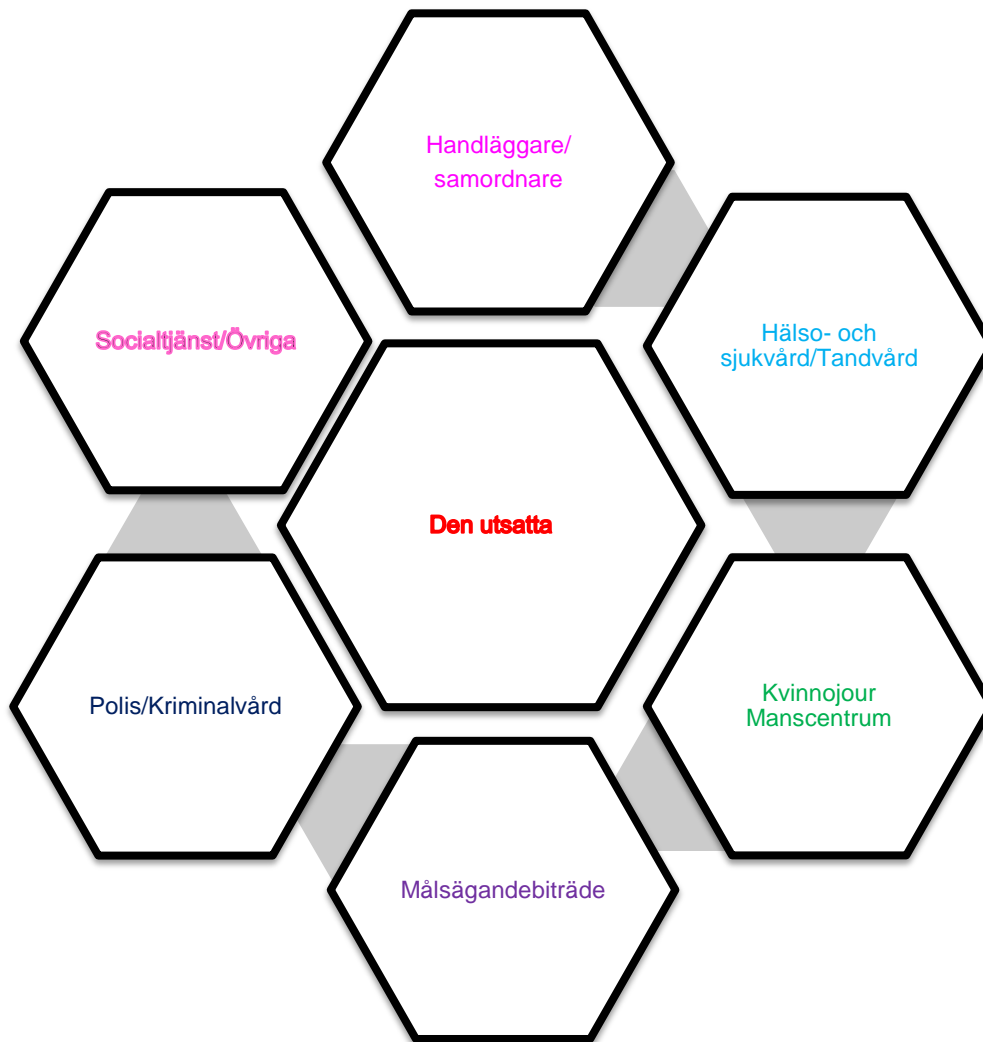 Handläggare/
samordnare
Socialtjänst/Övriga
Hälso- och
sjukvård/Tandvård
Den utsatta
Polis/Kriminalvård
Kvinnojour
Manscentrum
Målsägandebiträde